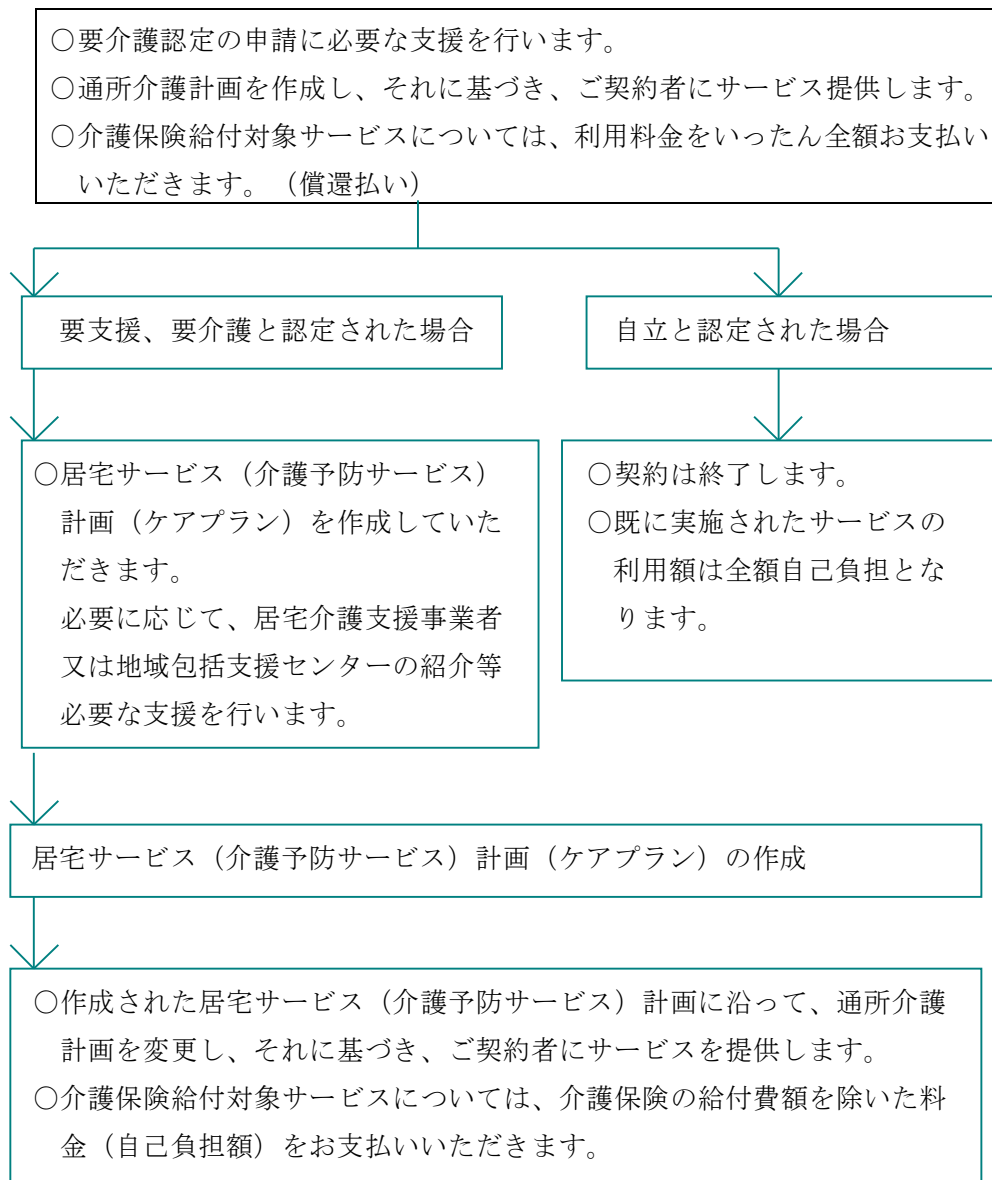 ○要介護認定の申請に必要な支援を行います。
○通所介護計画を作成し、それに基づき、ご契約者にサービス提供します。
○介護保険給付対象サービスについては、利用料金をいったん全額お支払い
いただきます。（償還払い）
要支援、要介護と認定された場合
自立と認定された場合
○居宅サービス（介護予防サービス）
計画（ケアプラン）を作成していた
だきます。
必要に応じて、居宅介護支援事業者
又は地域包括支援センターの紹介等
必要な支援を行います。
○契約は終了します。
○既に実施されたサービスの
利用額は全額自己負担とな
ります。
居宅サービス（介護予防サービス）計画（ケアプラン）の作成
○作成された居宅サービス（介護予防サービス）計画に沿って、通所介護
計画を変更し、それに基づき、ご契約者にサービスを提供します。
○介護保険給付対象サービスについては、介護保険の給付費額を除いた料
金（自己負担額）をお支払いいただきます。